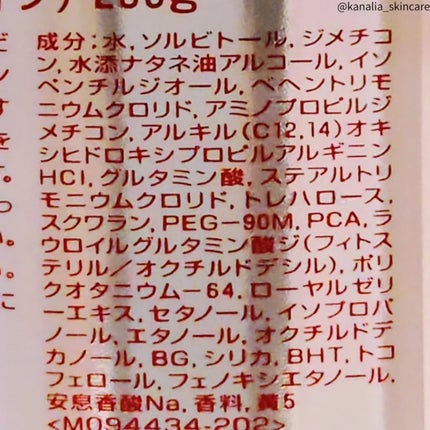 @kanalia_skincare
200g
成分：水、ソルビトール、ジメチコ
ン、水添ナタネ油アルコール、イソ
ペンチルジオール、ベヘントリモ
ニウムクロリド、アミノプロピルジ
メチコン、アルキル(C12,14)オキ
シヒドロキシプロピルアルギニン
HCl、グルタミン酸、ステアルトリ
モニウムクロリド、トレハロース、
スクワラン、PEG－90M、PCA、ラ
ウロイルグルタミン酸ジ(フィトス
テリル／オクチルドデシル)、ポリ
クオタニウム－64、ローヤルゼリ
ーエキス、セタノール、イソプロパ
ノール、エタノール、オクチルドデ
カノール、BG、シリカ、BHT、トコ
フェロール、フェノキシエタノール、
安息香酸Na、香料、黄5
<M094434-202>